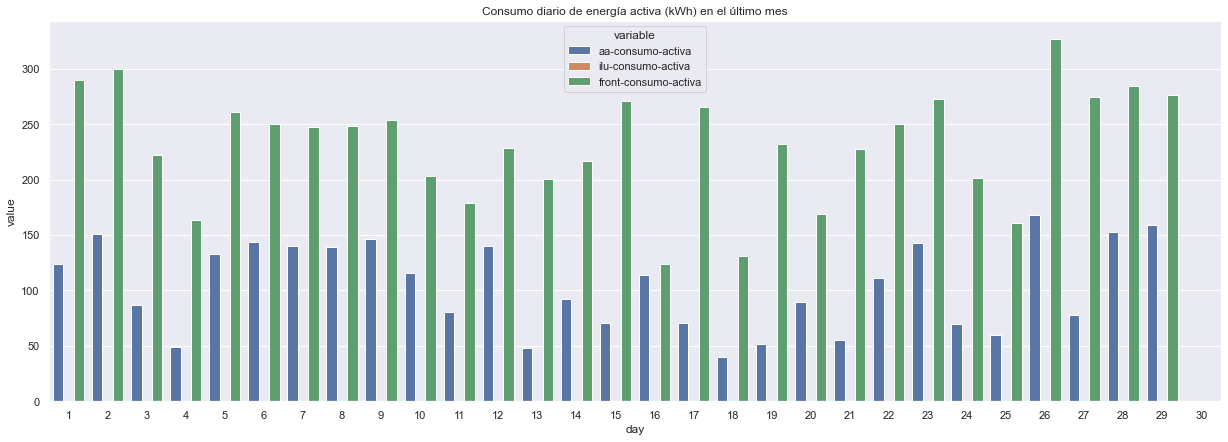 Consumo diario de energía activa (kWh) en el último mes
variable
aa-consumo-activa
ilu-consumo-activa
front-consumo-activa
300
250
200
150
100
50
0
value
1 2 3 4 5 6 7 8 9 10 11 12 13 14 15 16 17 18 19 20 21 22 23 24 25 26 27 28 29 30
day